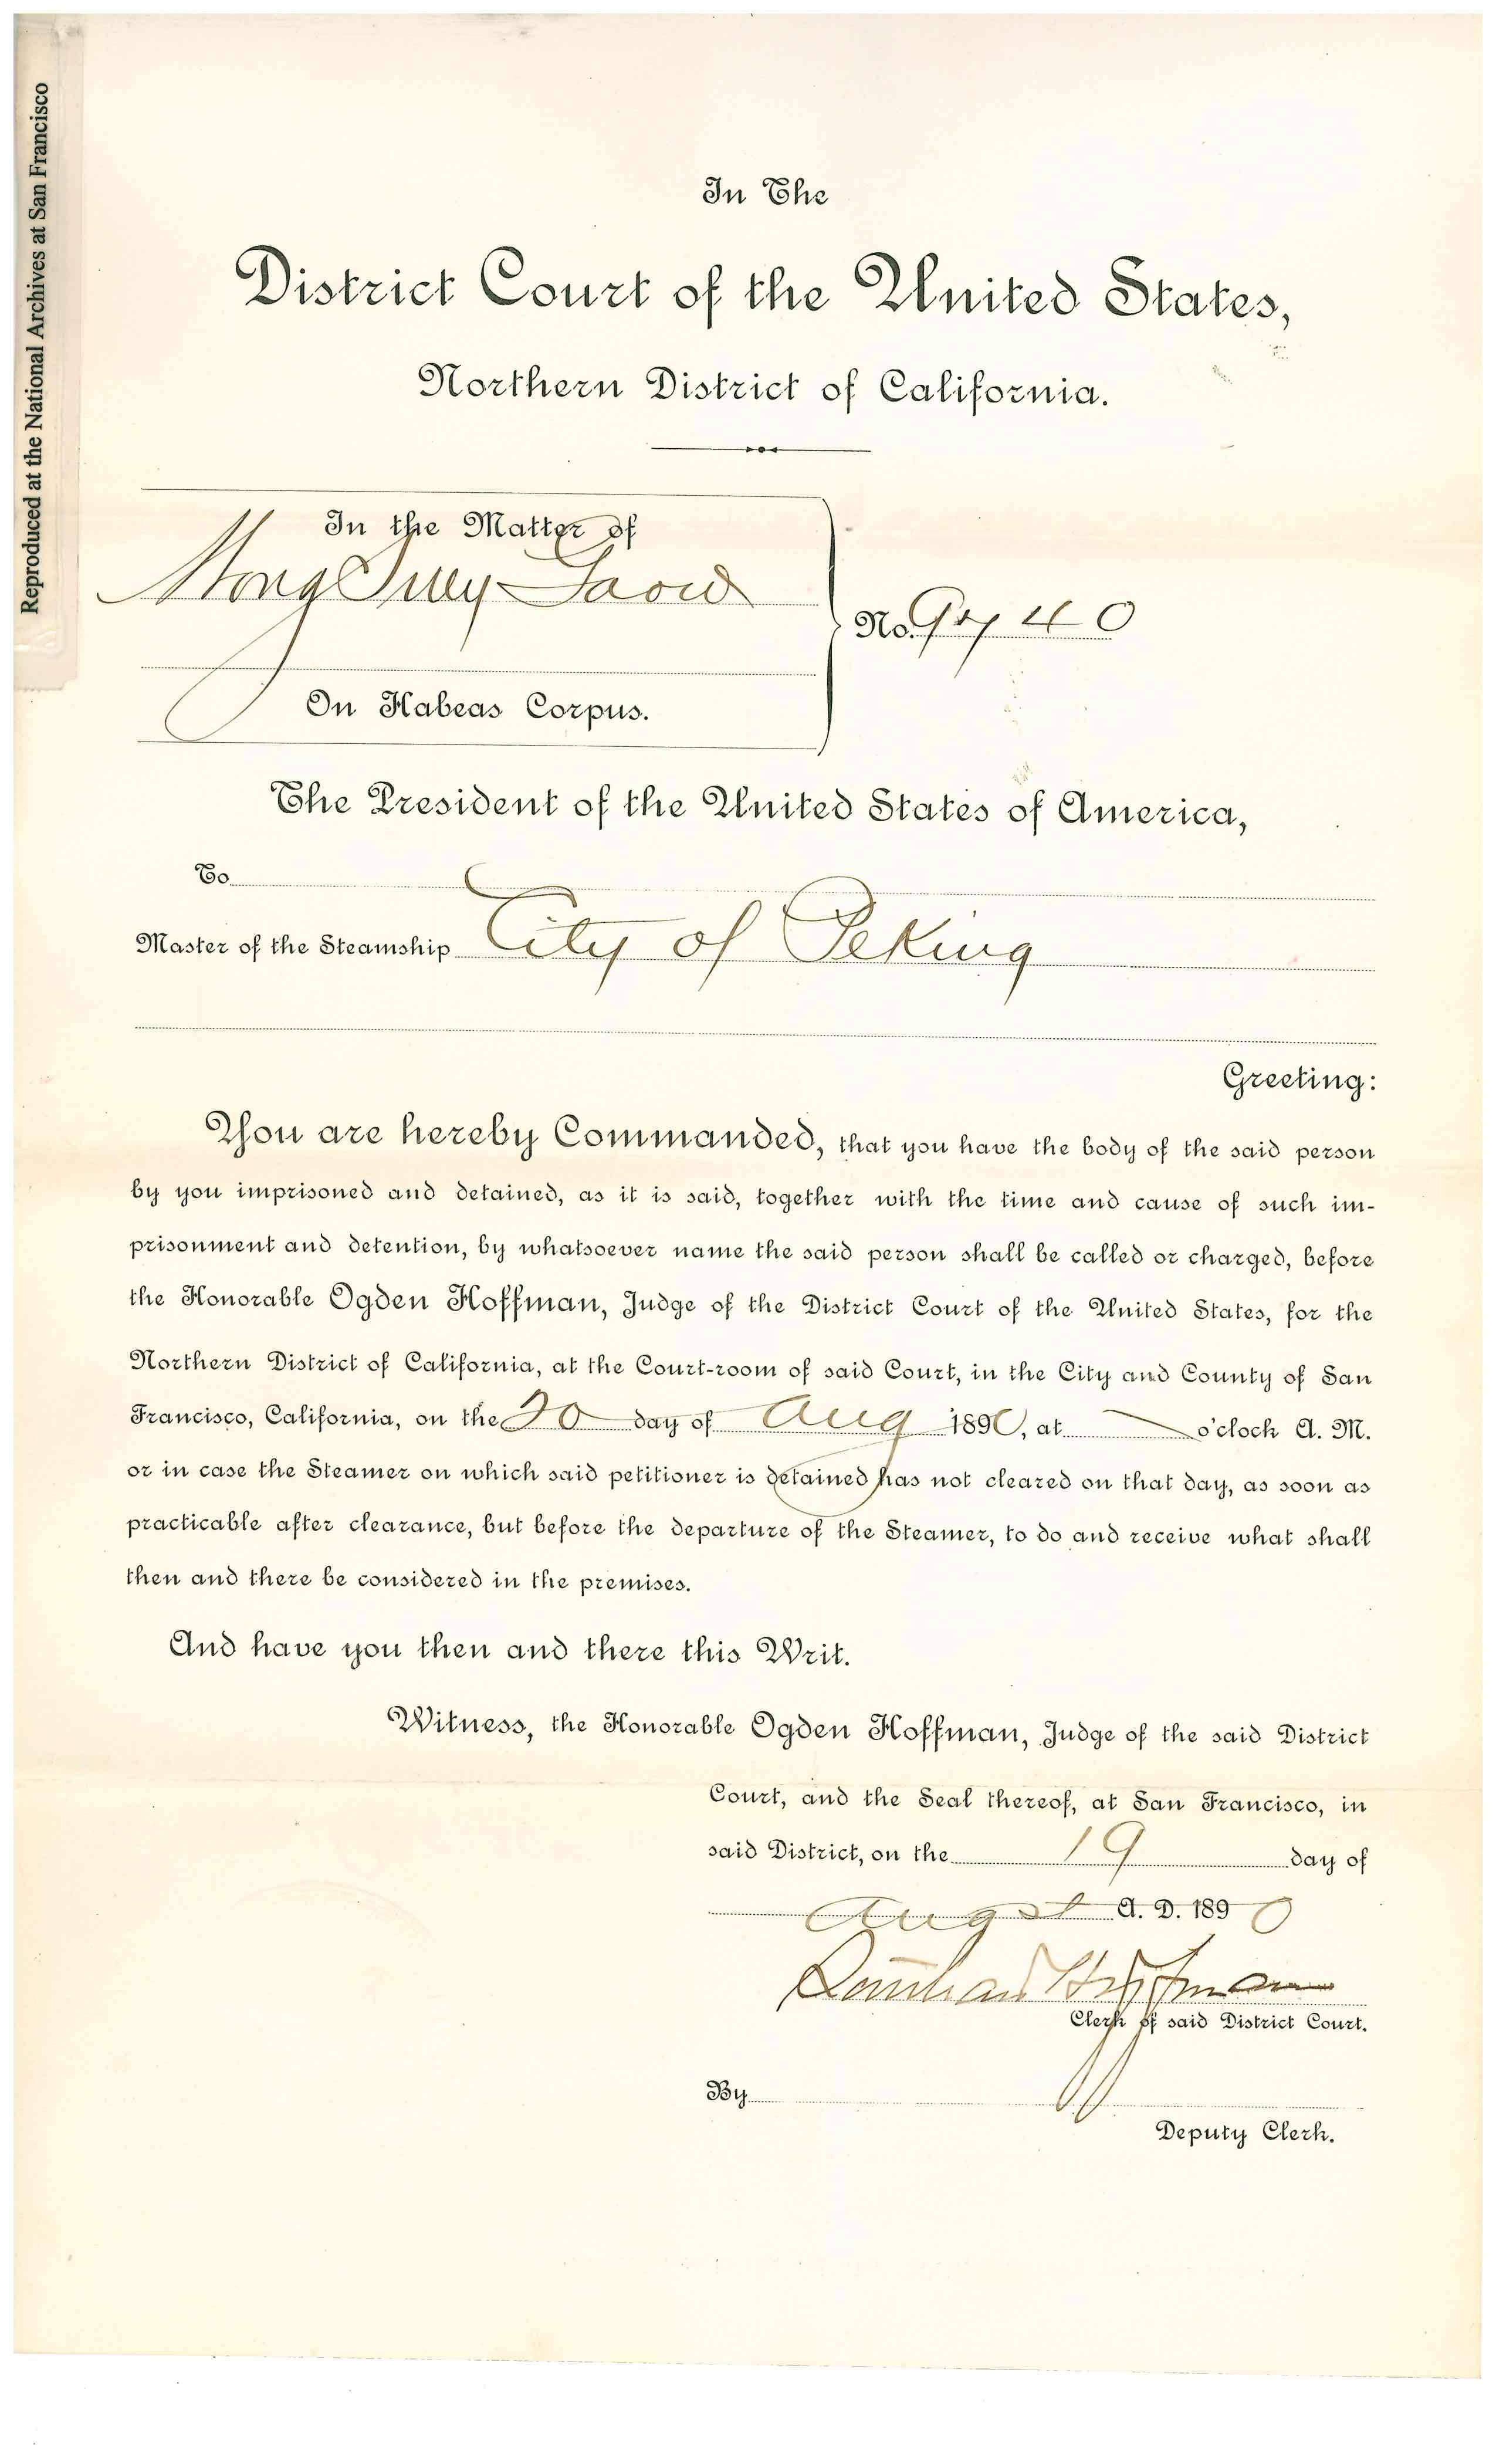 Reproduced at the National Archives at San Francisco
In The
District Court of the United States,
Northern District of California.
In the Matter of
Wong Suey
On Habeas Corpus.
No. 9740
The President of the United States of America,
To
Master of the Steamship City of Peking
Greeting:
You are hereby Commanded, that you have the body of the said person
by you imprisoned and detained, as it is said, together with the time and cause of such im-
prisonment and detention, by whatsoever name the said person shall be called or charged, before
the Honorable Ogden Hoffman, Judge of the District Court of the United States, for the
Northern District of California, at the Court-room of said Court, in the City and County of San
Francisco, California, on the 20 day of Aug 1890, at o'clock A. M.
or in case the Steamer on which said petitioner is detained has not cleared on that day, as soon as
practicable after clearance, but before the departure of the Steamer, to do and receive what shall
then and there be considered in the premises.
And have you then and there this Writ.
Witness, the Honorable Ogden Hoffman, Judge of the said District
Court, and the Seal thereof, at San Francisco, in
said District, on the 19 day of
Augst A. D. 1890
Hoffman
Clerk of said District Court.
By
Deputy Clerk.